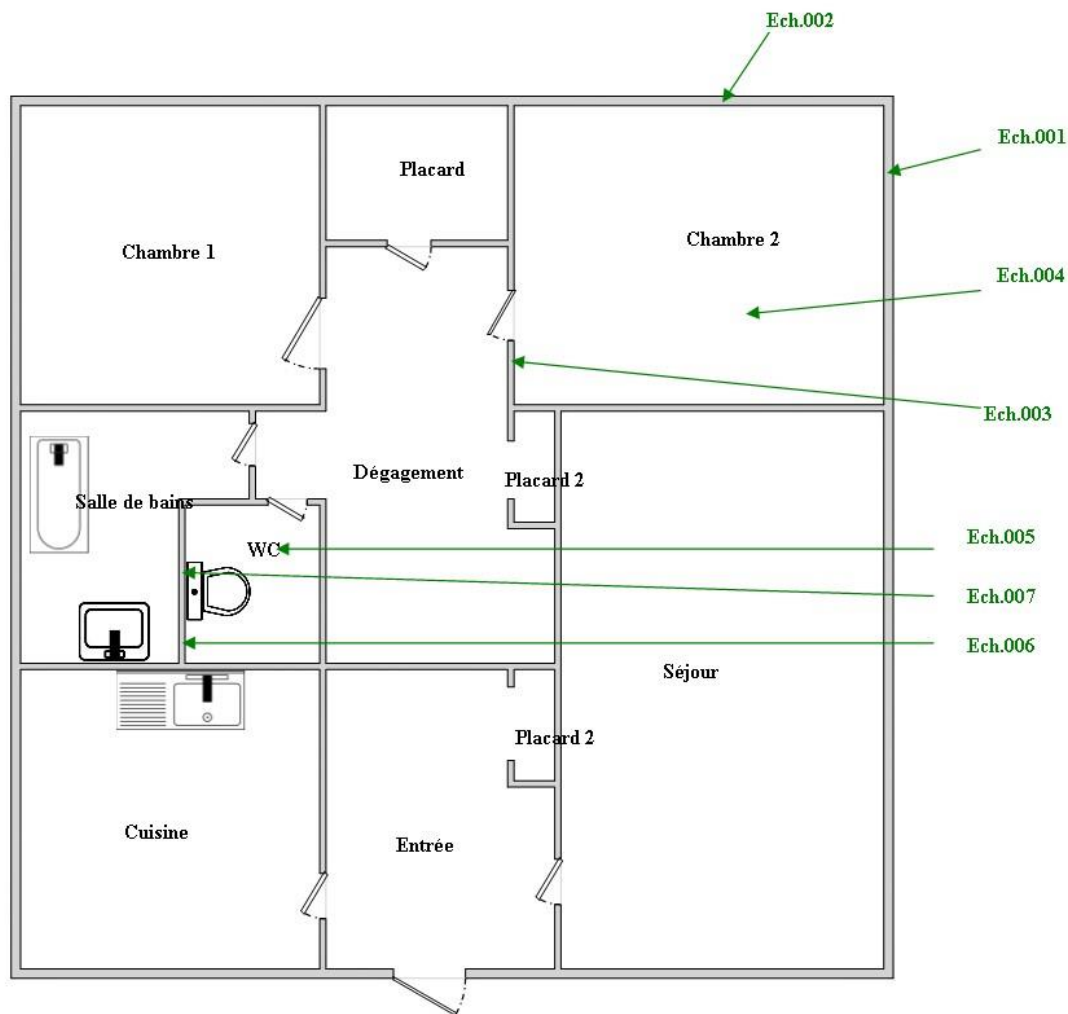 Ech.002
Ech.001
Placard
Chambre 1
Chambre 2
Ech.004
Ech.003
Dégagement
Placard 2
Salle de bains
WC
Ech.005
Ech.007
Ech.006
Séjour
Placard 2
Cuisine
Entrée